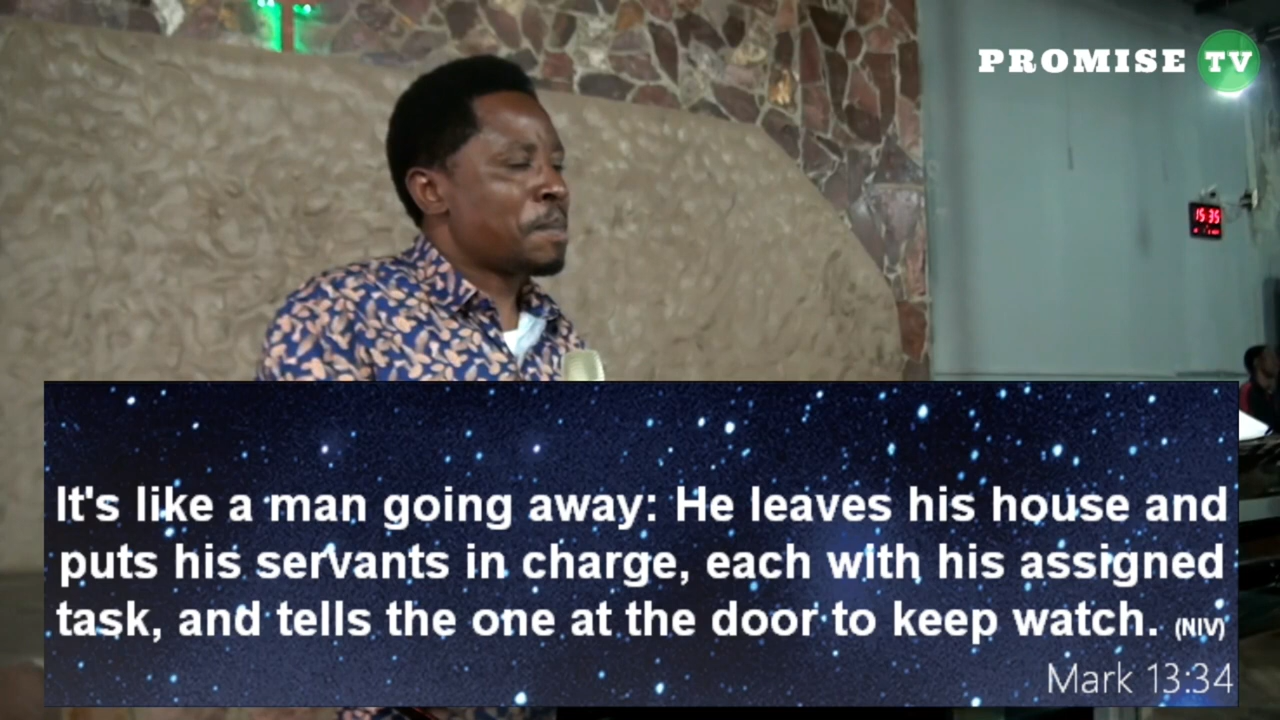 PROMISE TV
15:35
It's like a man going away: He leaves his house and
puts his servants in charge, each with his assigned
task, and tells the one at the door to keep watch. (NIV)
Mark 13:34